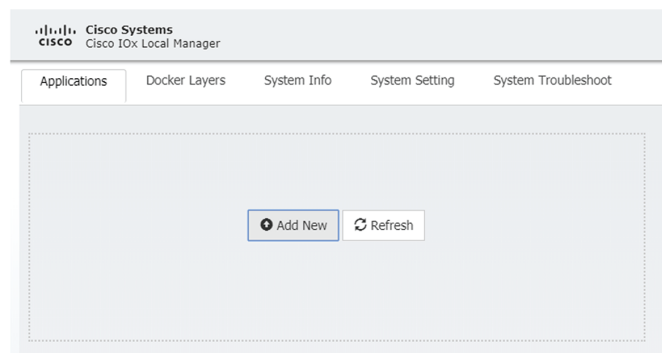 Cisco Systems
CISCO Cisco IOx Local Manager
Applications Docker Layers System Info System Setting System Troubleshoot
Add New Refresh